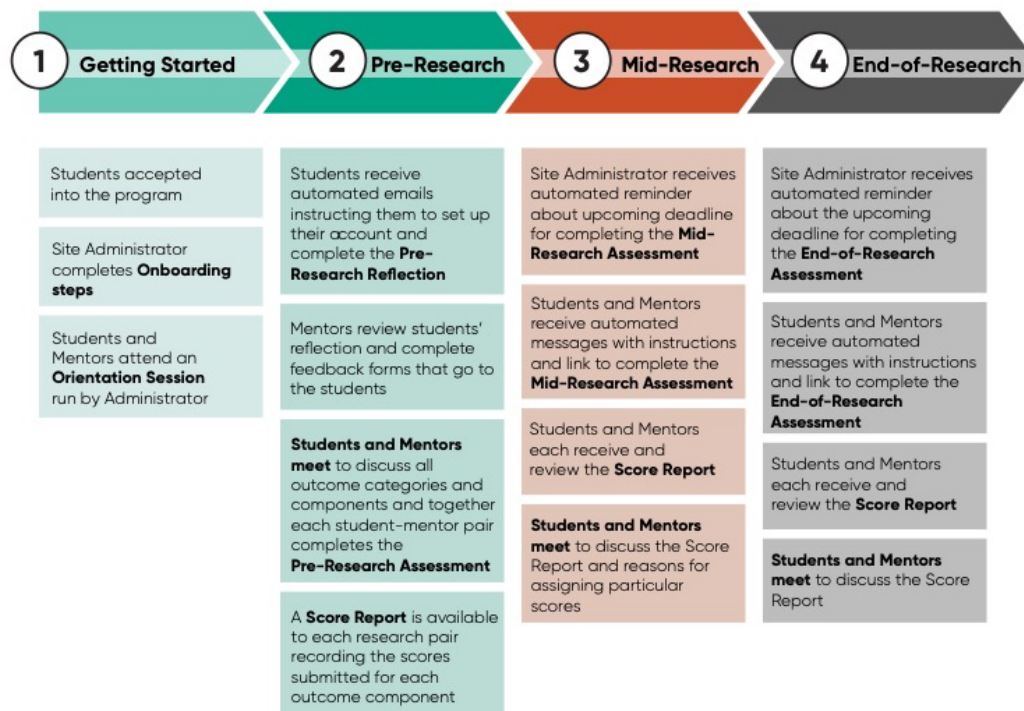 1 Getting Started
2 Pre-Research
3 Mid-Research
4 End-of-Research
Students accepted
into the program
Site Administrator
completes Onboarding
steps
Students and
Mentors attend an
Orientation Session
run by Administrator
Students receive
automated emails
instructing them to set up
their account and
complete the Pre-
Research Reflection
Mentors review students'
reflection and complete
feedback forms that go to
the students
Students and Mentors
meet to discuss all
outcome categories and
components and together
each student-mentor pair
completes the
Pre-Research Assessment
A Score Report is available
to each research pair
recording the scores
submitted for each
outcome component
Site Administrator receives
automated reminder
about upcoming deadline
for completing the Mid-
Research Assessment
Students and Mentors
receive automated
messages with instructions
and link to complete the
Mid-Research Assessment
Students and Mentors
each receive and
review the Score Report
Students and Mentors
meet to discuss the Score
Report and reasons for
assigning particular
scores
Site Administrator receives
automated reminder
about the upcoming
deadline for completing
the End-of-Research
Assessment
Students and Mentors
receive automated
messages with instructions
and link to complete the
End-of-Research
Assessment
Students and Mentors
each receive and
review the Score Report
Students and Mentors
meet to discuss the Score
Report